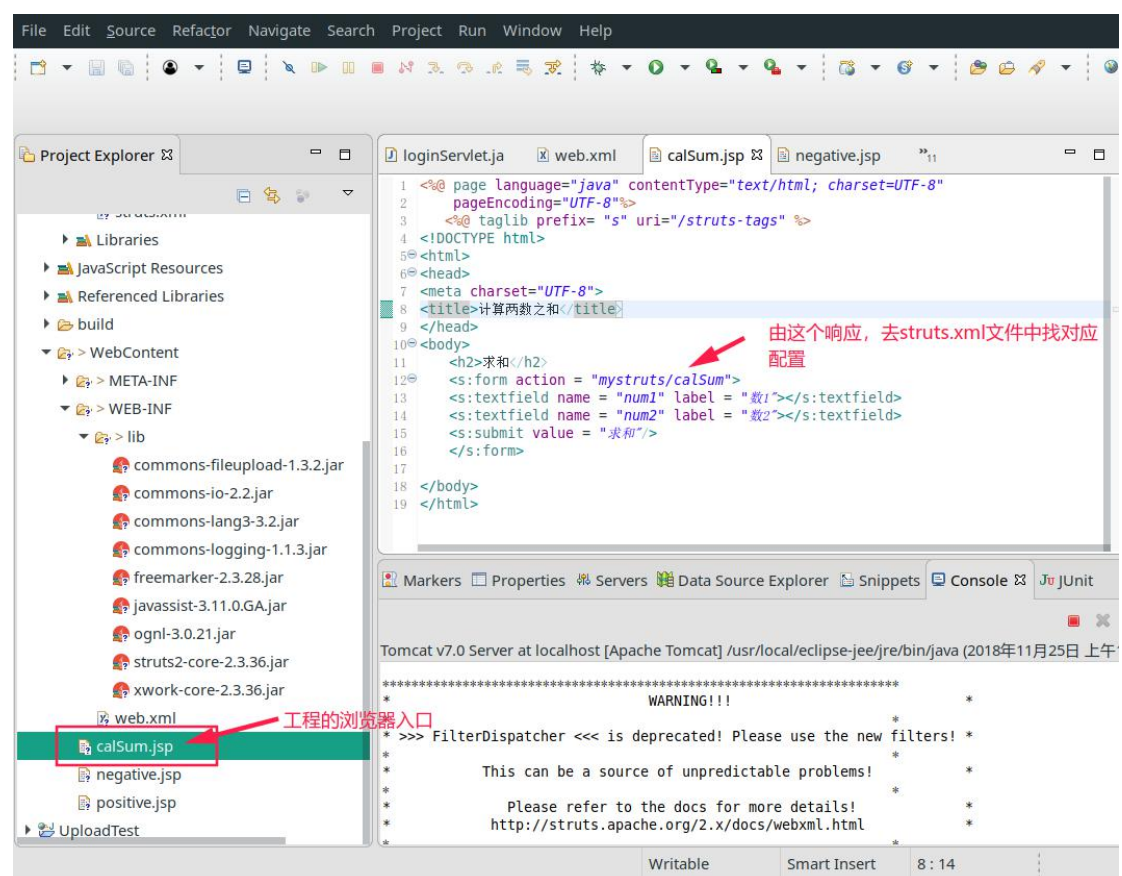 File Edit Source Refactor Navigate Search Project Run Window Help
Project Explorer
loginServlet.ja web.xml calSum.jsp negative.jsp »11
struts.xml
Libraries
JavaScript Resources
Referenced Libraries
build
> WebContent
> META-INF
> WEB-INF
> lib
commons-fileupload-1.3.2.jar
commons-io-2.2.jar
commons-lang3-3.2.jar
commons-logging-1.1.3.jar
freemarker-2.3.28.jar
javassist-3.11.0.GA.jar
ognl-3.0.21.jar
struts2-core-2.3.36.jar
xwork-core-2.3.36.jar
web.xml
工程的浏览器入口
calSum.jsp
negative.jsp
positive.jsp
UploadTest
1 <%@ page language="java" contentType="text/html; charset=UTF-8"
2 pageEncoding="UTF-8"%>
3 <%@ taglib prefix= "s" uri="/struts-tags" %>
4 <!DOCTYPE html>
5 <html>
6 <head>
7 <meta charset="UTF-8">
8 <title>计算两数之和</title>
9 </head>
10 <body>
11 <h2>求和</h2>
12 <s:form action = "mystruts/calSum">
13 <s:textfield name = "num1" label = "数1"></s:textfield>
14 <s:textfield name = "num2" label = "数2"></s:textfield>
15 <s:submit value = "求和"/>
16 </s:form>
17
18 </body>
19 </html>
由这个响应，去struts.xml文件中找对应
配置
Markers Properties Servers Data Source Explorer Snippets Console JUnit
Tomcat v7.0 Server at localhost [Apache Tomcat] /usr/local/eclipse-jee/jre/bin/java (2018年11月25日 上午
**********************************************************************
* WARNING!!! *
*
* >>> FilterDispatcher <<< is deprecated! Please use the new filters! *
* *
* This can be a source of unpredictable problems! *
* *
* Please refer to the docs for more details! *
* http://struts.apache.org/2.x/docs/webxml.html *
* *
Writable Smart Insert 8 : 14